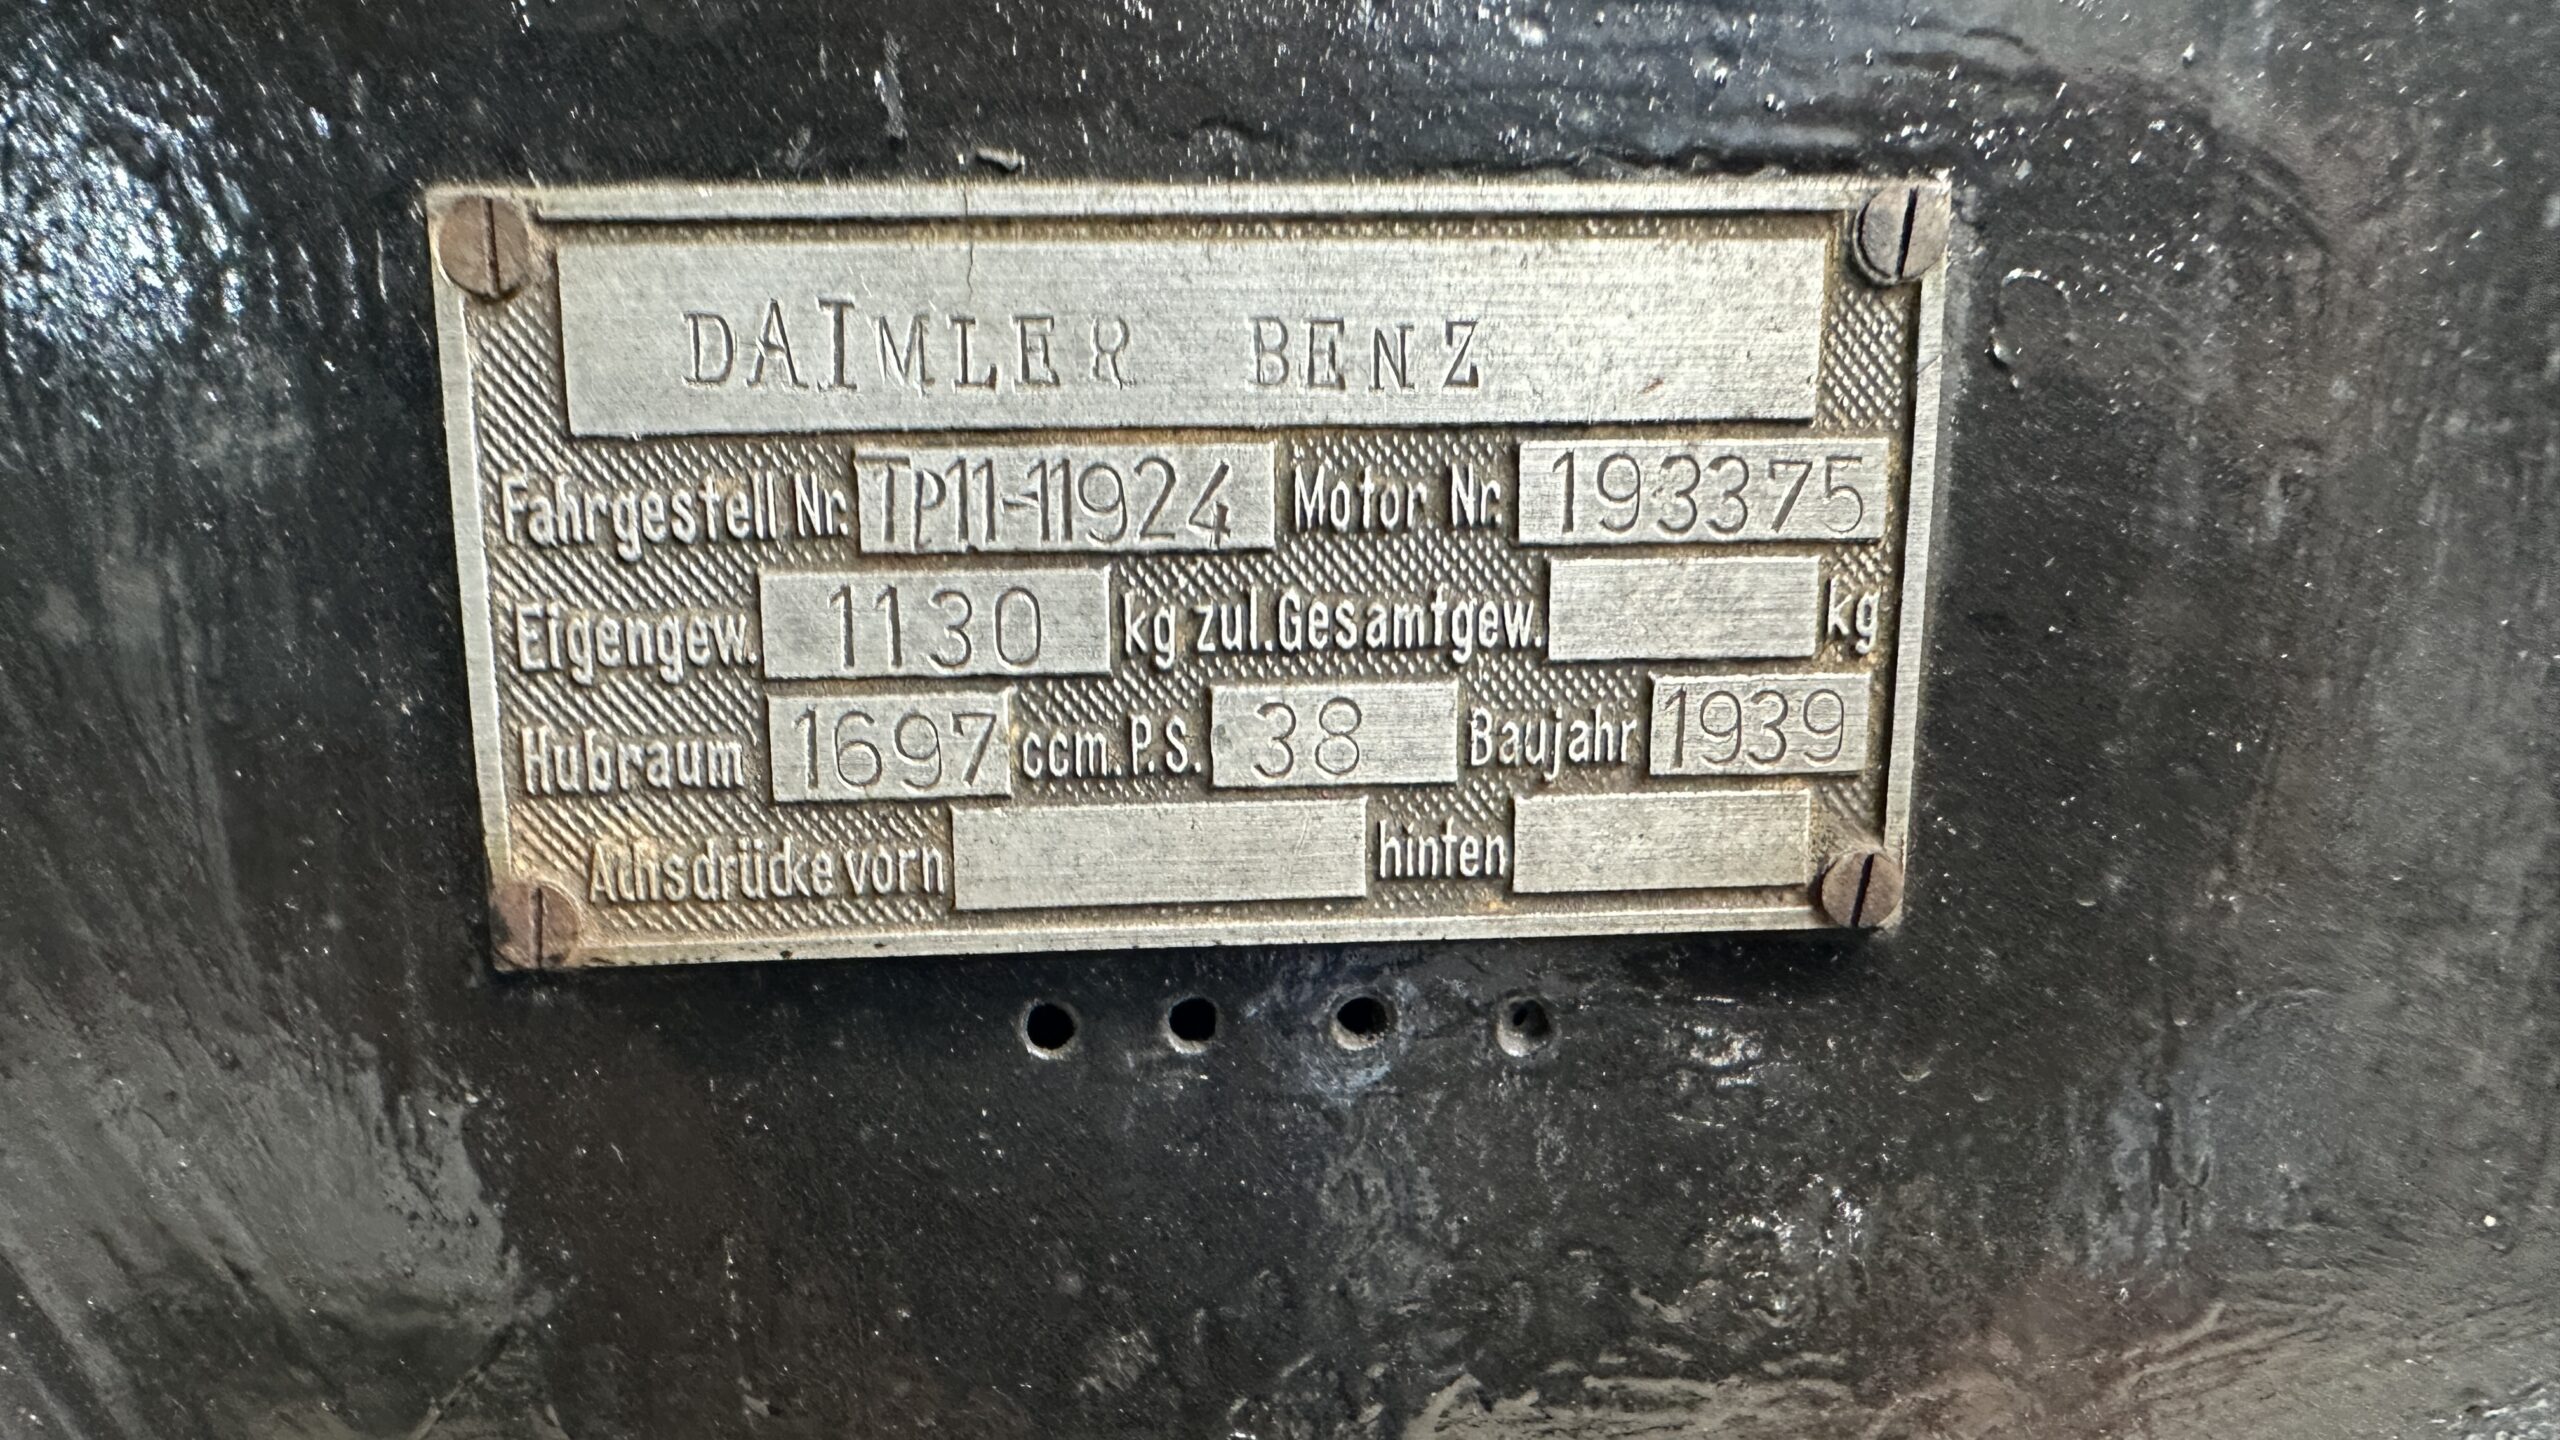 DAIMLER BENZ
Fahrgestell Nr. TP11-11924 Motor Nr. 193375
Eigengew. 1130 kg zul.Gesamtgew. kg
Hubraum 1697 ccm. P.S. 38 Baujahr 1939
Achsdrücke vorn hinten